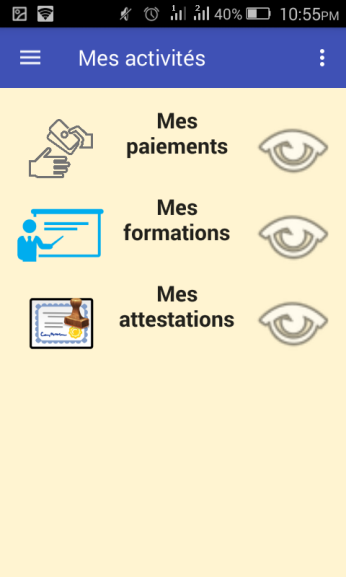 40% 10:55PM
Mes activités
Mes
paiements
Mes
formations
Mes
attestations